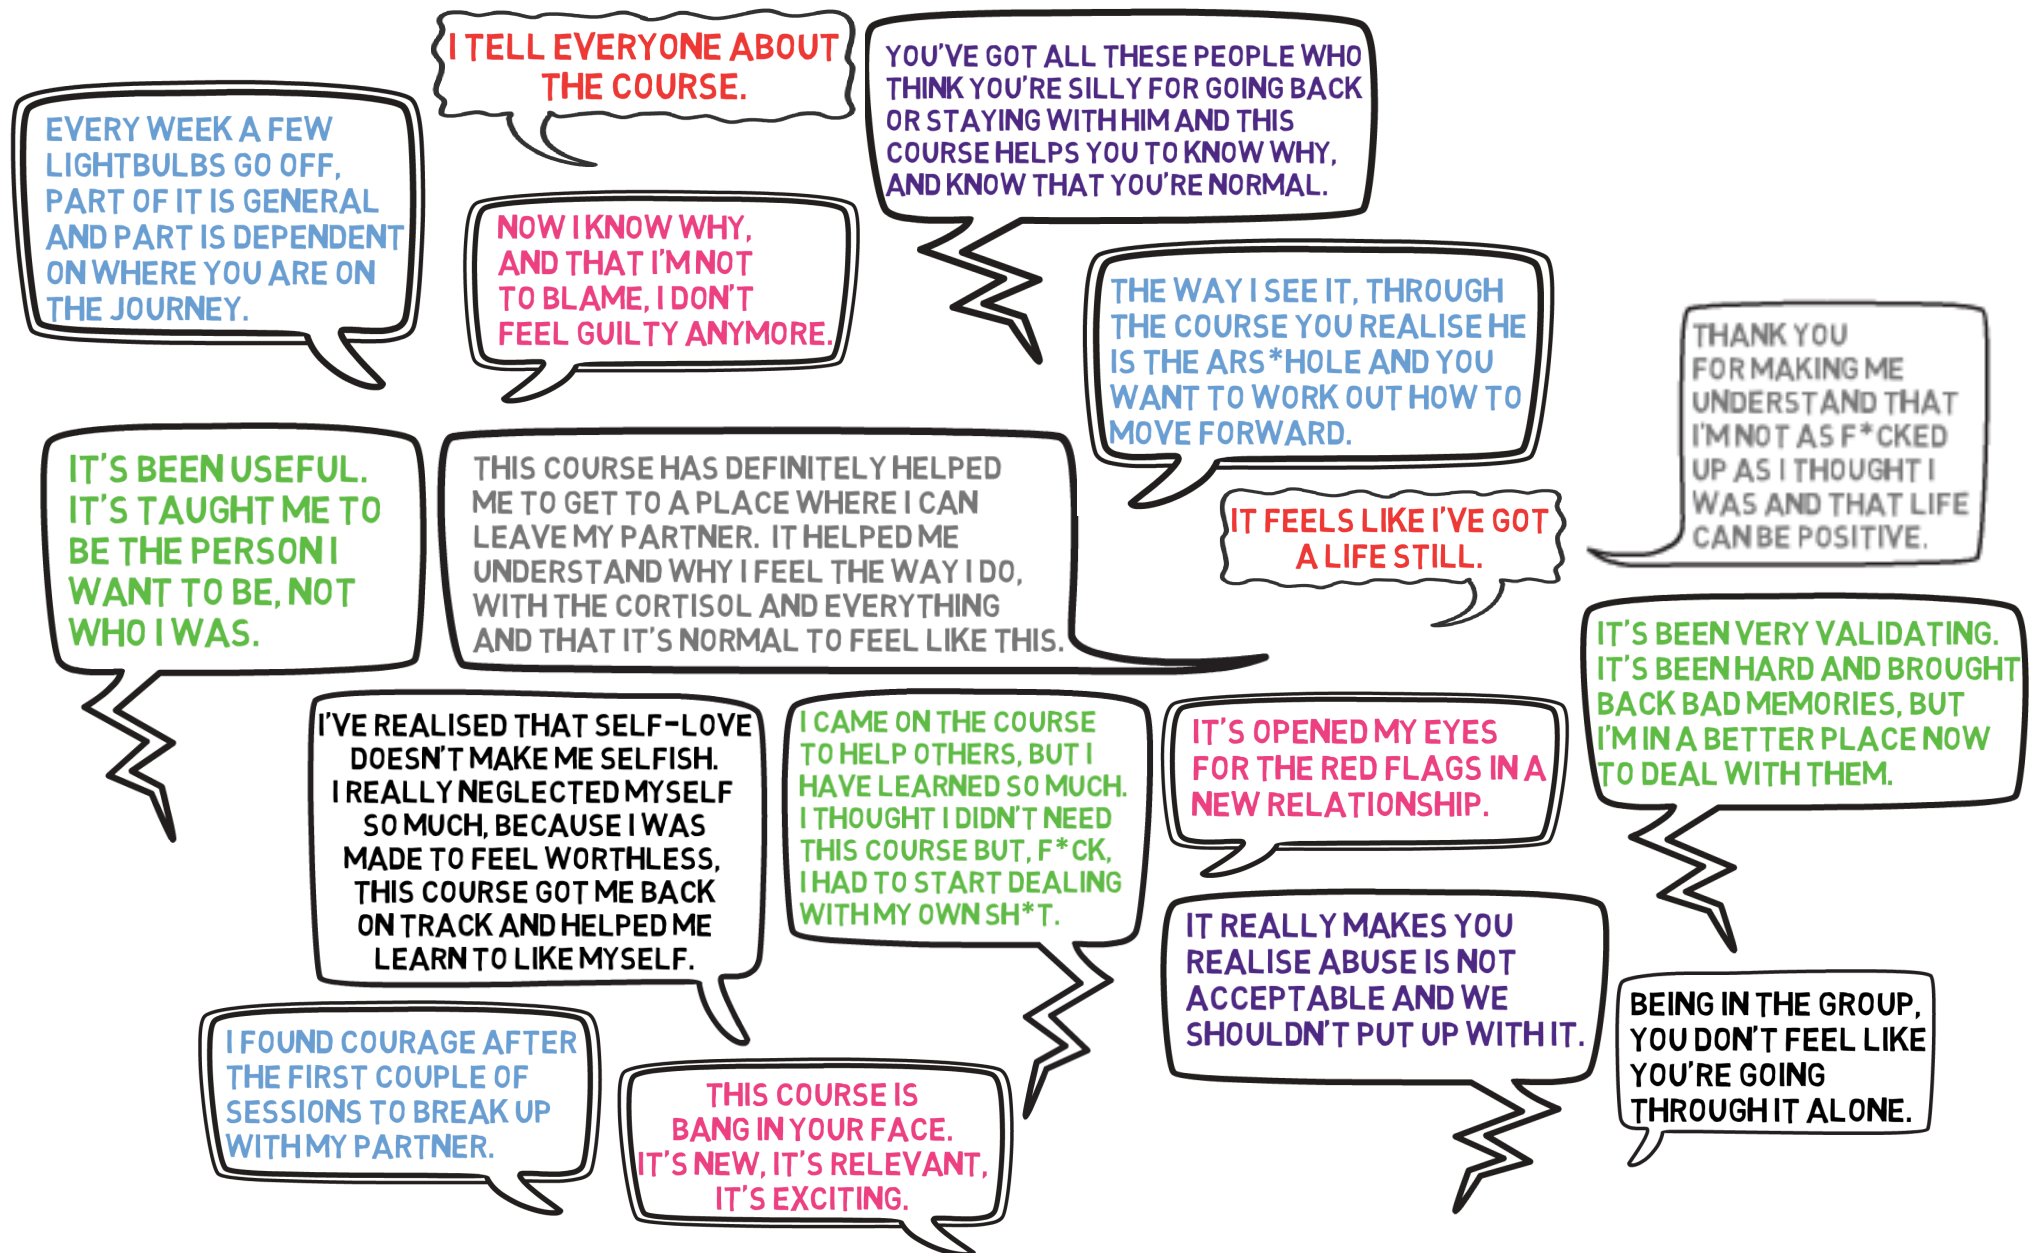 I TELL EVERYONE ABOUT
THE COURSE.
YOU'VE GOT ALL THESE PEOPLE WHO
THINK YOU'RE SILLY FOR GOING BACK
OR STAYING WITH HIM AND THIS
COURSE HELPS YOU TO KNOW WHY,
AND KNOW THAT YOU'RE NORMAL.
EVERY WEEK A FEW
LIGHTBULBS GO OFF,
PART OF IT IS GENERAL
AND PART IS DEPENDENT
ON WHERE YOU ARE ON
THE JOURNEY.
NOW I KNOW WHY,
AND THAT I'M NOT
TO BLAME, I DON'T
FEEL GUILTY ANYMORE.
THE WAY I SEE IT, THROUGH
THE COURSE YOU REALISE HE
IS THE ARS*HOLE AND YOU
WANT TO WORK OUT HOW TO
MOVE FORWARD.
THANK YOU
FOR MAKING ME
UNDERSTAND THAT
I'M NOT AS F*CKED
UP AS I THOUGHT I
WAS AND THAT LIFE
CAN BE POSITIVE.
IT'S BEEN USEFUL.
IT'S TAUGHT ME TO
BE THE PERSON I
WANT TO BE, NOT
WHO I WAS.
THIS COURSE HAS DEFINITELY HELPED
ME TO GET TO A PLACE WHERE I CAN
LEAVE MY PARTNER. IT HELPED ME
UNDERSTAND WHY I FEEL THE WAY I DO,
WITH THE CORTISOL AND EVERYTHING
AND THAT IT'S NORMAL TO FEEL LIKE THIS.
IT FEELS LIKE I'VE GOT
A LIFE STILL.
IT'S BEEN VERY VALIDATING.
IT'S BEEN HARD AND BROUGHT
BACK BAD MEMORIES, BUT
I'M IN A BETTER PLACE NOW
TO DEAL WITH THEM.
I'VE REALISED THAT SELF-LOVE
DOESN'T MAKE ME SELFISH.
I REALLY NEGLECTED MYSELF
SO MUCH, BECAUSE I WAS
MADE TO FEEL WORTHLESS,
THIS COURSE GOT ME BACK
ON TRACK AND HELPED ME
LEARN TO LIKE MYSELF.
I CAME ON THE COURSE
TO HELP OTHERS, BUT I
HAVE LEARNED SO MUCH.
I THOUGHT I DIDN'T NEED
THIS COURSE BUT, F*CK,
I HAD TO START DEALING
WITH MY OWN SH*T.
IT'S OPENED MY EYES
FOR THE RED FLAGS IN A
NEW RELATIONSHIP.
IT REALLY MAKES YOU
REALISE ABUSE IS NOT
ACCEPTABLE AND WE
SHOULDN'T PUT UP WITH IT.
BEING IN THE GROUP,
YOU DON'T FEEL LIKE
YOU'RE GOING
THROUGH IT ALONE.
I FOUND COURAGE AFTER
THE FIRST COUPLE OF
SESSIONS TO BREAK UP
WITH MY PARTNER.
THIS COURSE IS
BANG IN YOUR FACE.
IT'S NEW, IT'S RELEVANT,
IT'S EXCITING.